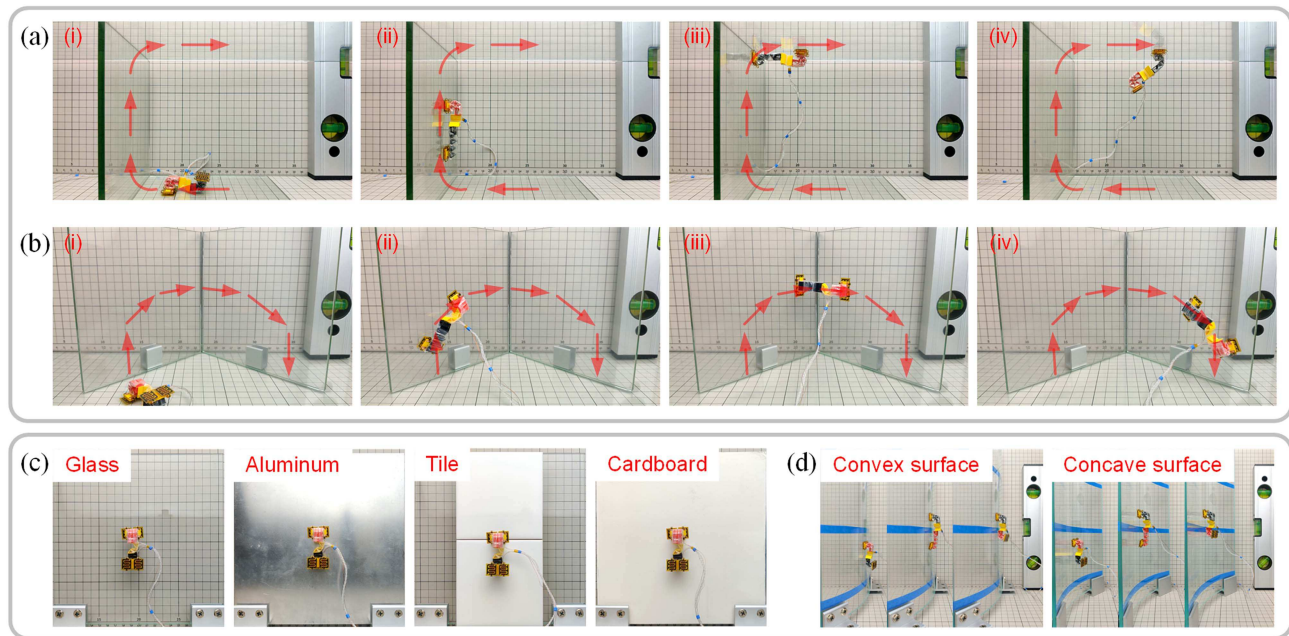 (a)
(i)
(ii)
(iii)
(iv)
(b)
(i)
(ii)
(iii)
(iv)
(c)
Glass
Aluminum
Tile
Cardboard
(d)
Convex surface
Concave surface